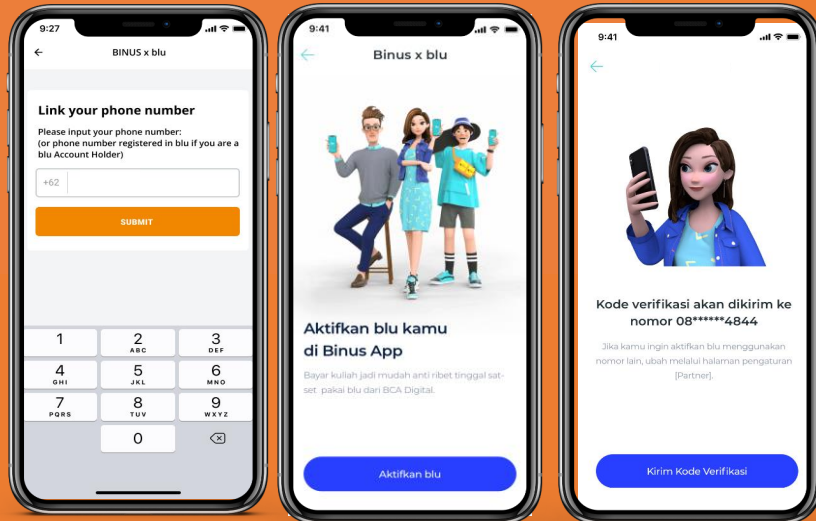 9:27
BINUS x blu
Link your phone number
Please input your phone number:
(or phone number registered in blu if you are a
blu Account Holder)
+62
SUBMIT
1
2
ABC
3
DEF
4
GHI
5
JKL
6
MNO
7
PQRS
8
TUV
9
WXYZ
0
9:41
Binus x blu
Aktifkan blu kamu
di Binus App
Bayar kuliah jadi mudah anti ribet tinggal sat-
set pakai blu dari BCA Digital.
Aktifkan blu
9:41
Kode verifikasi akan dikirim ke
nomor 08******4844
Jika kamu ingin aktifkan blu menggunakan
nomor lain, ubah melalui halaman pengaturan
[Partner].
Kirim Kode Verifikasi